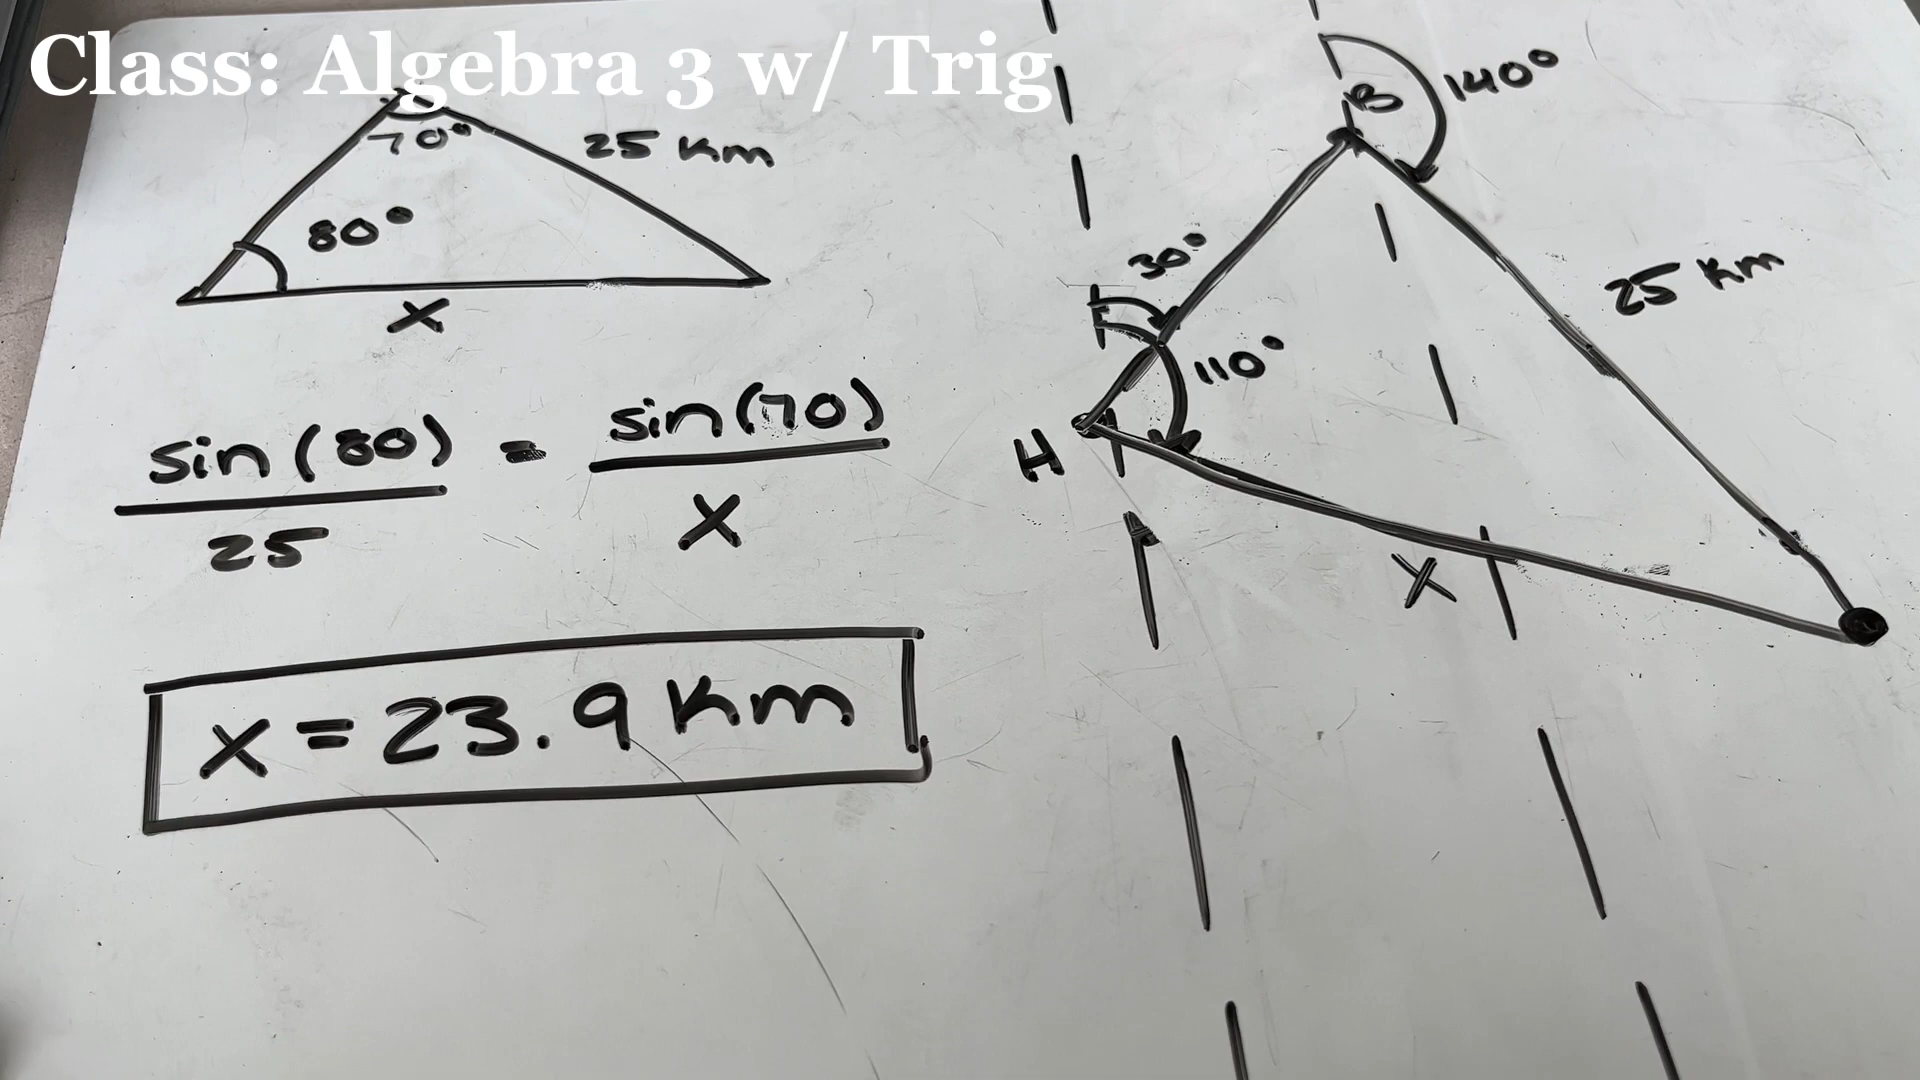 Class: Algebra 3 w/ Trig
70°
25 Km
80°
X
sin(80) = sin(70)
25 X
X = 23.9 Km
B
140°
30°
25 Km
110°
H
X